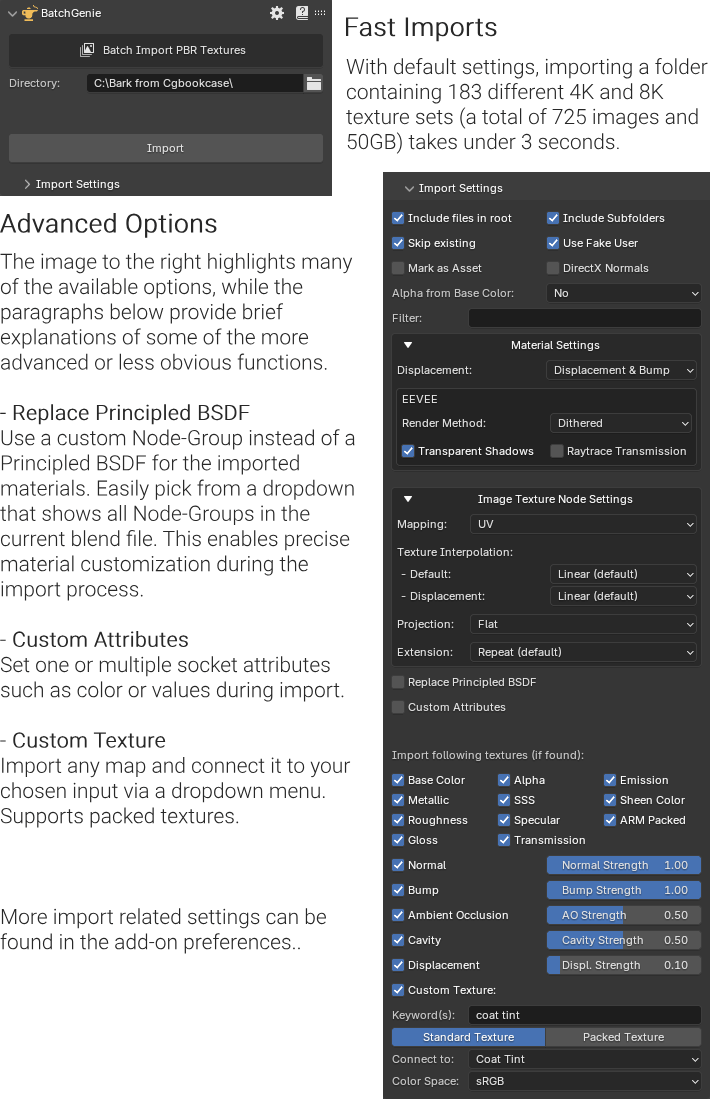 BatchGenie
Batch Import PBR Textures
Directory: C:\Bark from Cgbookcase\
Import
Import Settings
Fast Imports
With default settings, importing a folder
containing 183 different 4K and 8K
texture sets (a total of 725 images and
50GB) takes under 3 seconds.
Advanced Options
The image to the right highlights many
of the available options, while the
paragraphs below provide brief
explanations of some of the more
advanced or less obvious functions.
- Replace Principled BSDF
Use a custom Node-Group instead of a
Principled BSDF for the imported
materials. Easily pick from a dropdown
that shows all Node-Groups in the
current blend file. This enables precise
material customization during the
import process.
- Custom Attributes
Set one or multiple socket attributes
such as color or values during import.
- Custom Texture
Import any map and connect it to your
chosen input via a dropdown menu.
Supports packed textures.
More import related settings can be
found in the add-on preferences..
Import Settings
Include files in root Include Subfolders
Skip existing Use Fake User
Mark as Asset DirectX Normals
Alpha from Base Color: No
Filter:
Material Settings
Displacement: Displacement & Bump
EEVEE
Render Method: Dithered
Transparent Shadows Raytrace Transmission
Image Texture Node Settings
Mapping: UV
Texture Interpolation:
- Default: Linear (default)
- Displacement: Linear (default)
Projection: Flat
Extension: Repeat (default)
Replace Principled BSDF
Custom Attributes
Import following textures (if found):
Base Color Alpha Emission
Metallic SSS Sheen Color
Roughness Specular ARM Packed
Gloss Transmission
Normal Normal Strength 1.00
Bump Bump Strength 1.00
Ambient Occlusion AO Strength 0.50
Cavity Cavity Strength 0.50
Displacement Displ. Strength 0.10
Custom Texture:
Keyword(s): coat tint
Standard Texture Packed Texture
Connect to: Coat Tint
Color Space: sRGB